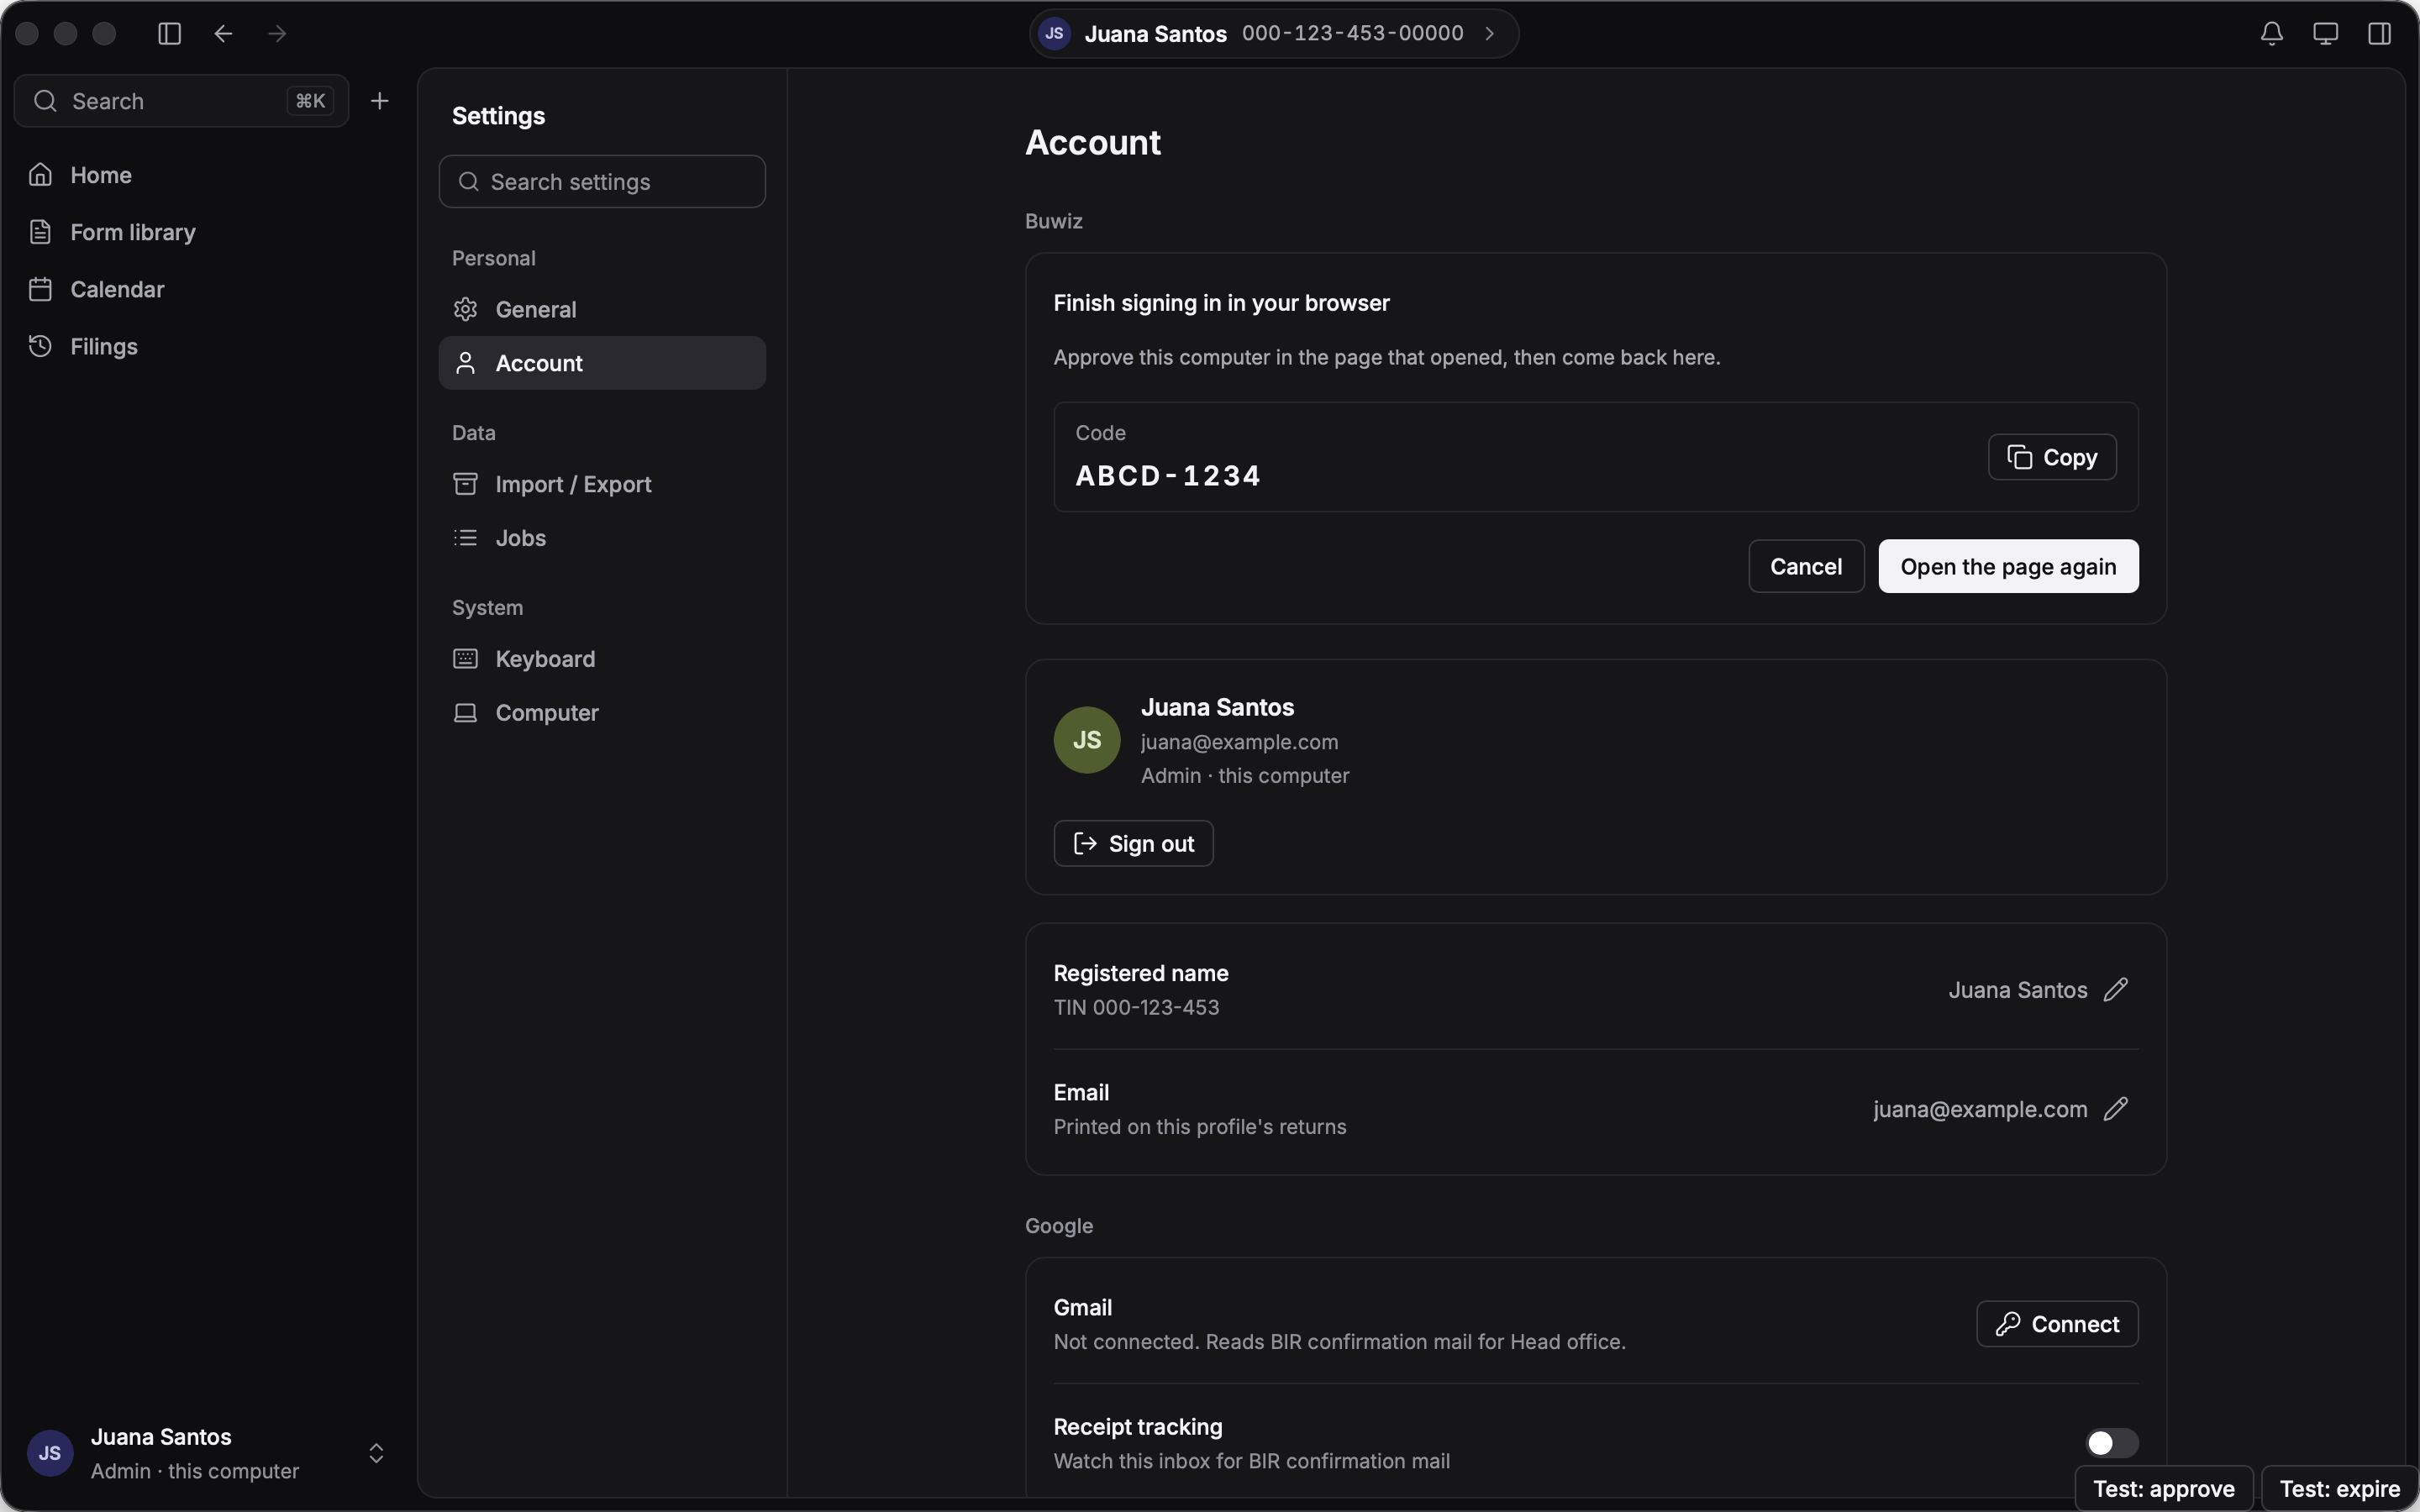 JS Juana Santos 000-123-453-00000
Search ⌘K
Home
Form library
Calendar
Filings
JS Juana Santos
Admin · this computer
Settings
Search settings
Personal
General
Account
Data
Import / Export
Jobs
System
Keyboard
Computer
Account
Buwiz
Finish signing in in your browser
Approve this computer in the page that opened, then come back here.
Code
ABCD-1234
Copy
Cancel
Open the page again
JS
Juana Santos
juana@example.com
Admin · this computer
Sign out
Registered name
TIN 000-123-453
Juana Santos
Email
Printed on this profile's returns
juana@example.com
Google
Gmail
Not connected. Reads BIR confirmation mail for Head office.
Connect
Receipt tracking
Watch this inbox for BIR confirmation mail
Test: approve
Test: expire